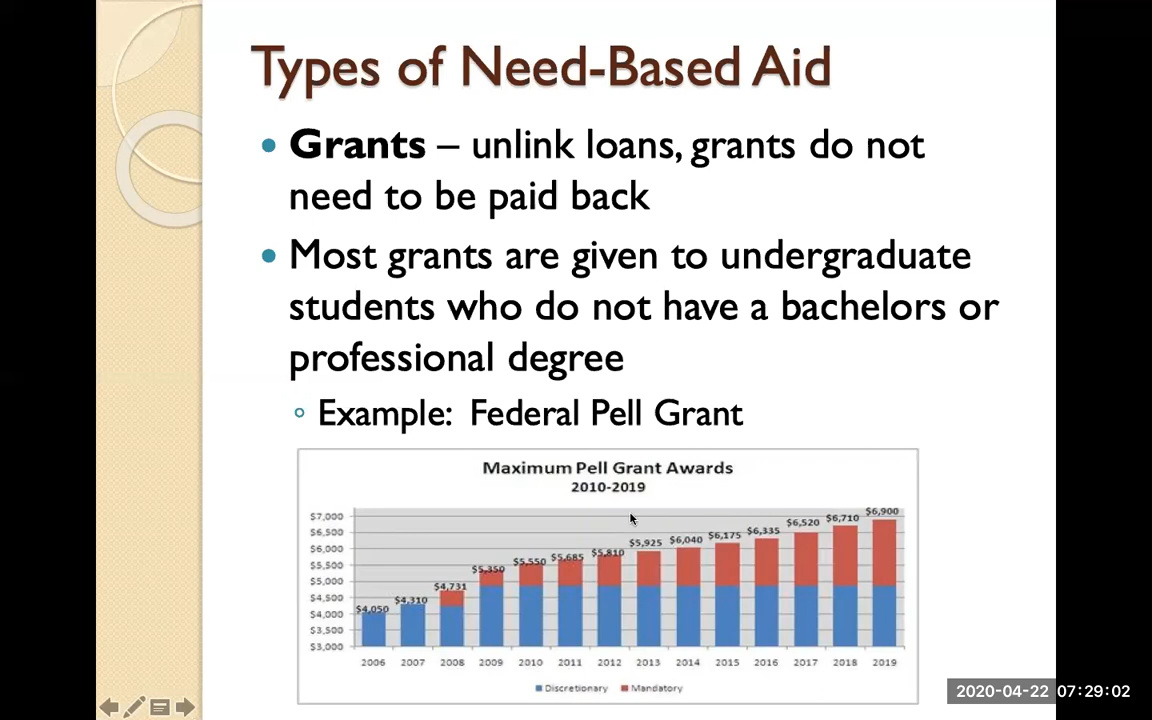 Types of Need-Based Aid
Grants – unlink loans, grants do not
need to be paid back
Most grants are given to undergraduate
students who do not have a bachelors or
professional degree
Example: Federal Pell Grant
Maximum Pell Grant Awards
2010-2019
$7,000
$6,500
$6,000
$5,500
$5,000
$4,500
$4,000
$3,500
$3,000
$4,050 $4,310 $4,731 $5,350 $5,550 $5,685 $5,810 $5,925 $6,040 $6,175 $6,335 $6,520 $6,710 $6,900
2006 2007 2008 2009 2010 2011 2012 2013 2014 2015 2016 2017 2018 2019
Discretionary Mandatory
2020-04-22 07:29:02